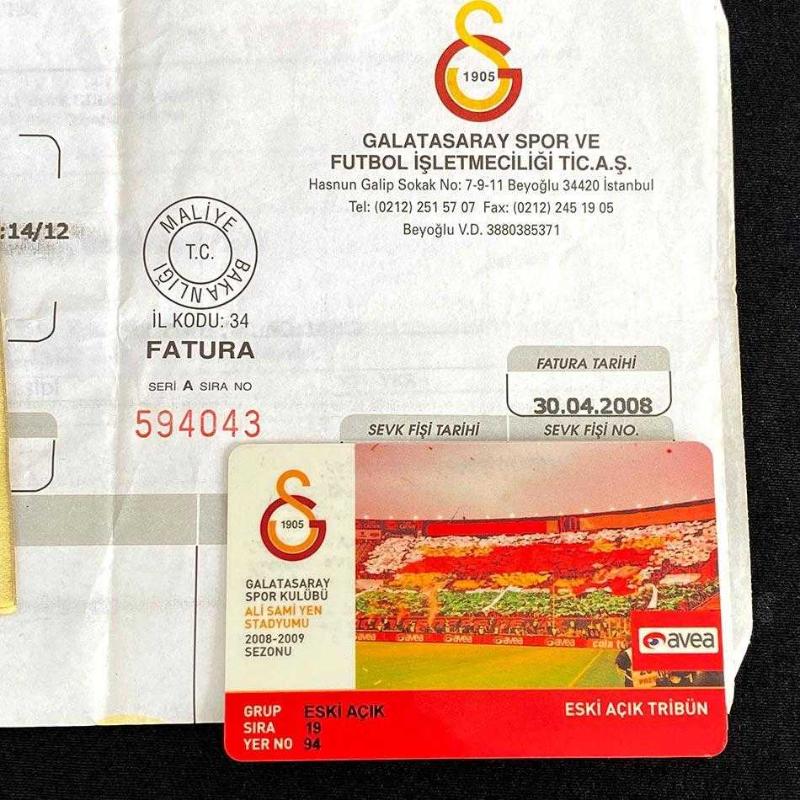 1905
GALATASARAY SPOR VE
FUTBOL İŞLETMECİLİĞİ TİC.A.Ş.
Hasnun Galip Sokak No: 7-9-11 Beyoğlu 34420 İstanbul
Tel: (0212) 251 57 07 Fax: (0212) 245 19 05
Beyoğlu V.D. 3880385371
:14/12
MALİYE
T.C.
BAKANLIĞI
İL KODU: 34
FATURA
SERİ A SIRA NO
594043
FATURA TARİHİ
30.04.2008
SEVK FİŞİ TARİHİ
SEVK FİŞİ NO.
1905
GALATASARAY
SPOR KULÜBÜ
ALİ SAMİ YEN
STADYUMU
2008-2009
SEZONU
avea
avea
avea
avea
avea
GRUP ESKİ AÇIK
SIRA 19
YER NO 94
ESKİ AÇIK TRİBÜN